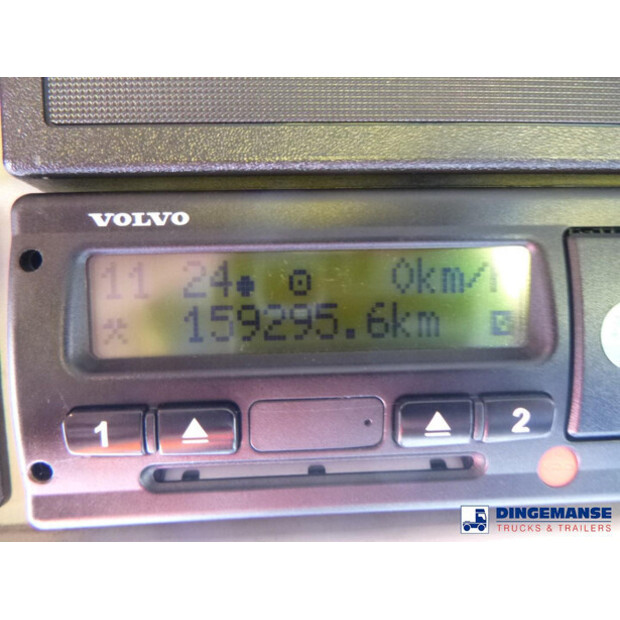 VOLVO
11 24 0km/h
159295.6km
1 2
DINGEMANSE
TRUCKS & TRAILERS